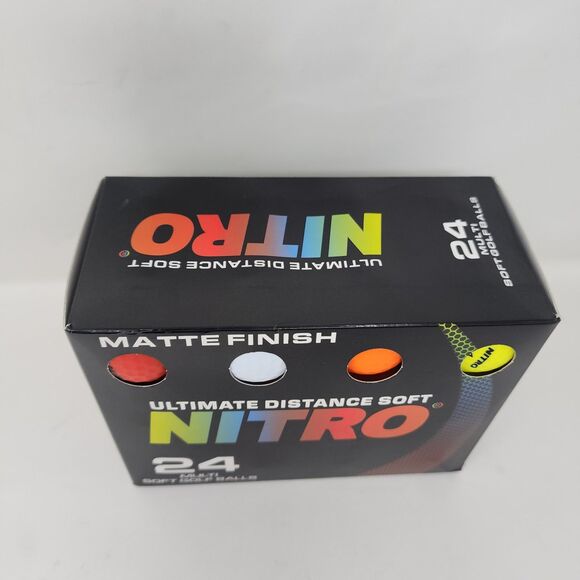 ULTIMATE DISTANCE SOFT
NITRO®
24
MULTI
SOFT GOLF BALLS
MATTE FINISH
NITRO
ULTIMATE DISTANCE SOFT
NITRO®
24
MULTI
SOFT GOLF BALLS